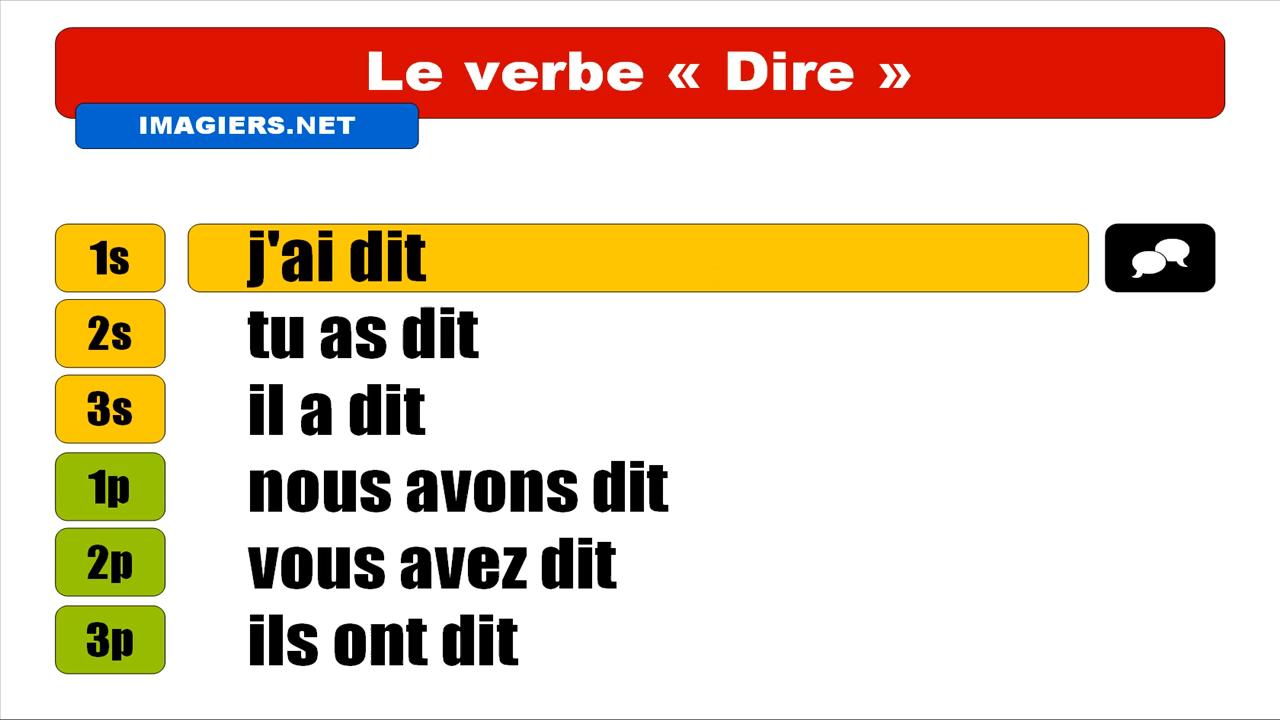 Le verbe « Dire »
IMAGIERS.NET
1s j'ai dit
2s tu as dit
3s il a dit
1p nous avons dit
2p vous avez dit
3p ils ont dit